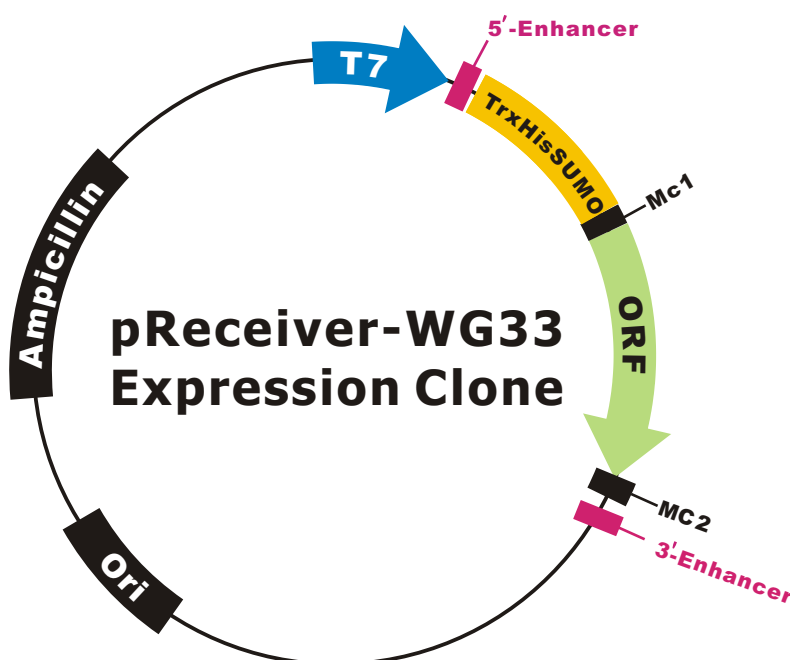 T7
5′-Enhancer
TrxHisSUMO
Mc1
ORF
MC2
3′-Enhancer
Ori
Ampicillin
pReceiver-WG33
Expression Clone